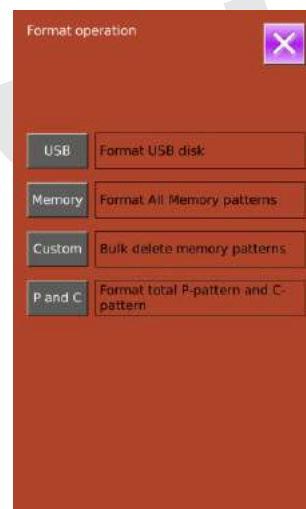 Format operation
USB
Format USB disk
Memory
Format All Memory patterns
Custom
Bulk delete memory patterns
P and C
Format total P-pattern and C-
pattern